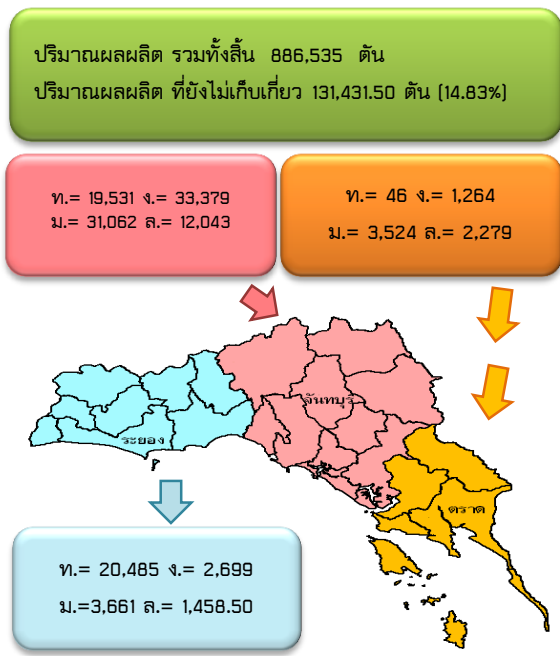 ปริมาณผลผลิต รวมทั้งสิ้น 886,535 ตัน
ปริมาณผลผลิต ที่ยังไม่เก็บเกี่ยว 131,431.50 ตัน (14.83%)
ท.= 19,531 ง.= 33,379
ม.= 31,062 ล.= 12,043
ท.= 46 ง.= 1,264
ม.= 3,524 ล.= 2,279
จันทบุรี
ระยอง
ตราด
ท.= 20,485 ง.= 2,699
ม.=3,661 ล.= 1,458.50